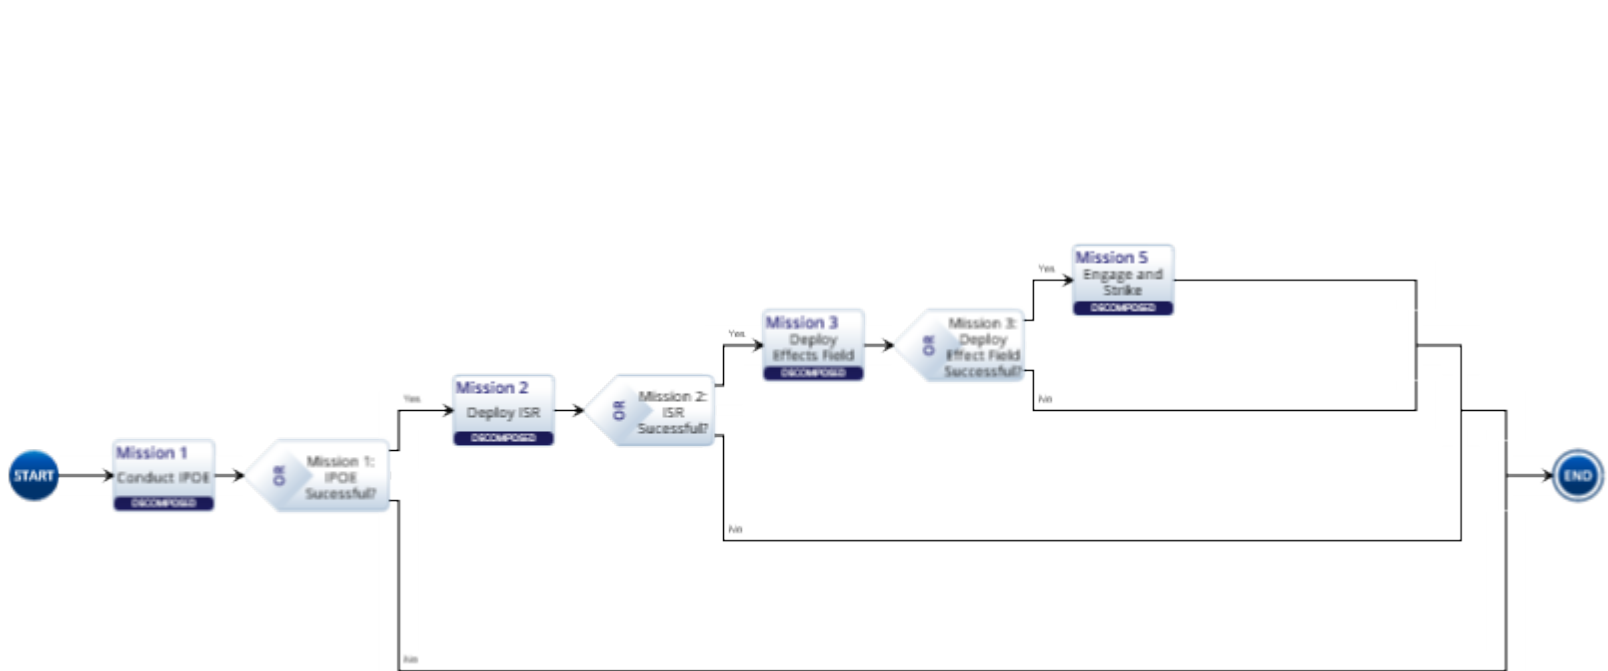 START
Mission 1
Conduct IPOE
DECOMPOSED
OR
Mission 1:
IPOE
Sucessful?
Yes
No
Mission 2
Deploy ISR
DECOMPOSED
OR
Mission 2:
ISR
Sucessful?
Yes
No
Mission 3
Deploy
Effects Field
DECOMPOSED
OR
Mission 3:
Deploy
Effect Field
Successful?
Yes
No
Mission 5
Engage and
Strike
DECOMPOSED
END